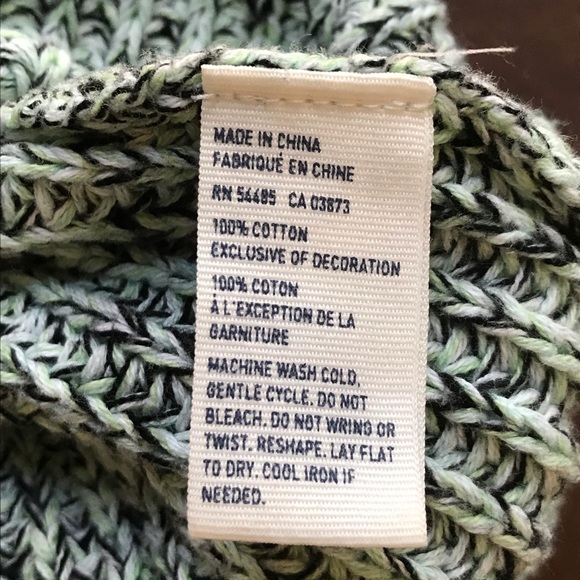 MADE IN CHINA
FABRIQUÉ EN CHINE
RN 54485 CA 03873
100% COTTON
EXCLUSIVE OF DECORATION
100% COTON
À L'EXCEPTION DE LA
GARNITURE
MACHINE WASH COLD,
GENTLE CYCLE. DO NOT
BLEACH. DO NOT WRING OR
TWIST. RESHAPE. LAY FLAT
TO DRY. COOL IRON IF
NEEDED.